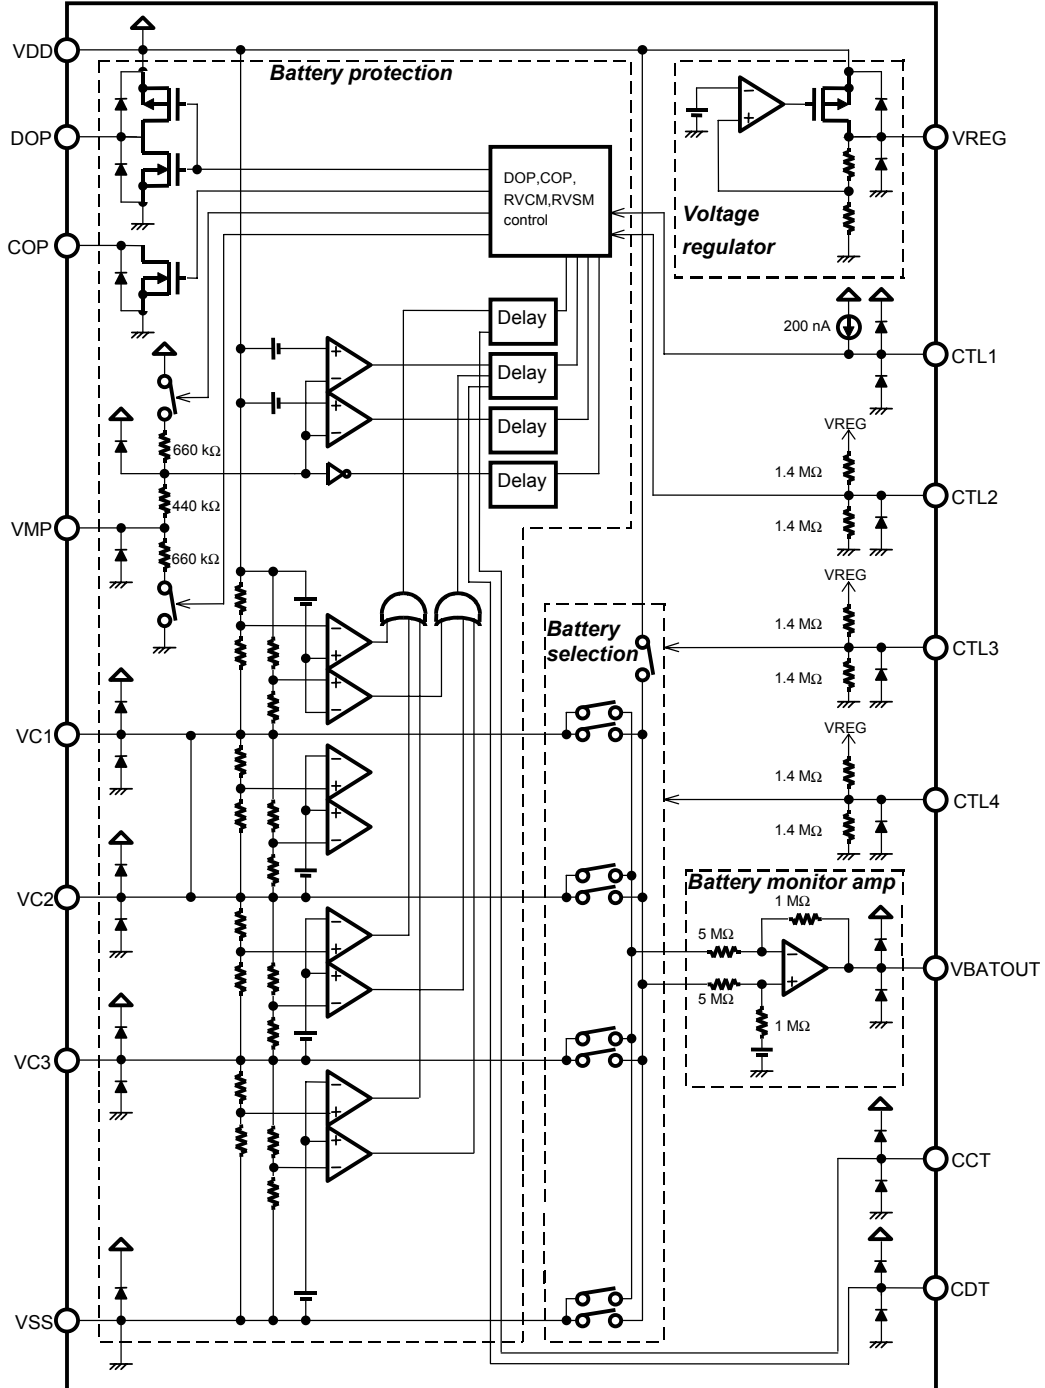 VDD
Battery protection
DOP
DOP,COP,
RVCM,RVSM
control
Voltage
regulator
VREG
COP
200 nA
CTL1
Delay
Delay
Delay
Delay
660 kΩ
440 kΩ
660 kΩ
VMP
VREG
1.4 MΩ
1.4 MΩ
CTL2
VREG
1.4 MΩ
1.4 MΩ
CTL3
Battery
selection
VC1
VREG
1.4 MΩ
1.4 MΩ
CTL4
VC2
Battery monitor amp
1 MΩ
5 MΩ
5 MΩ
1 MΩ
VBATOUT
VC3
CCT
CDT
VSS